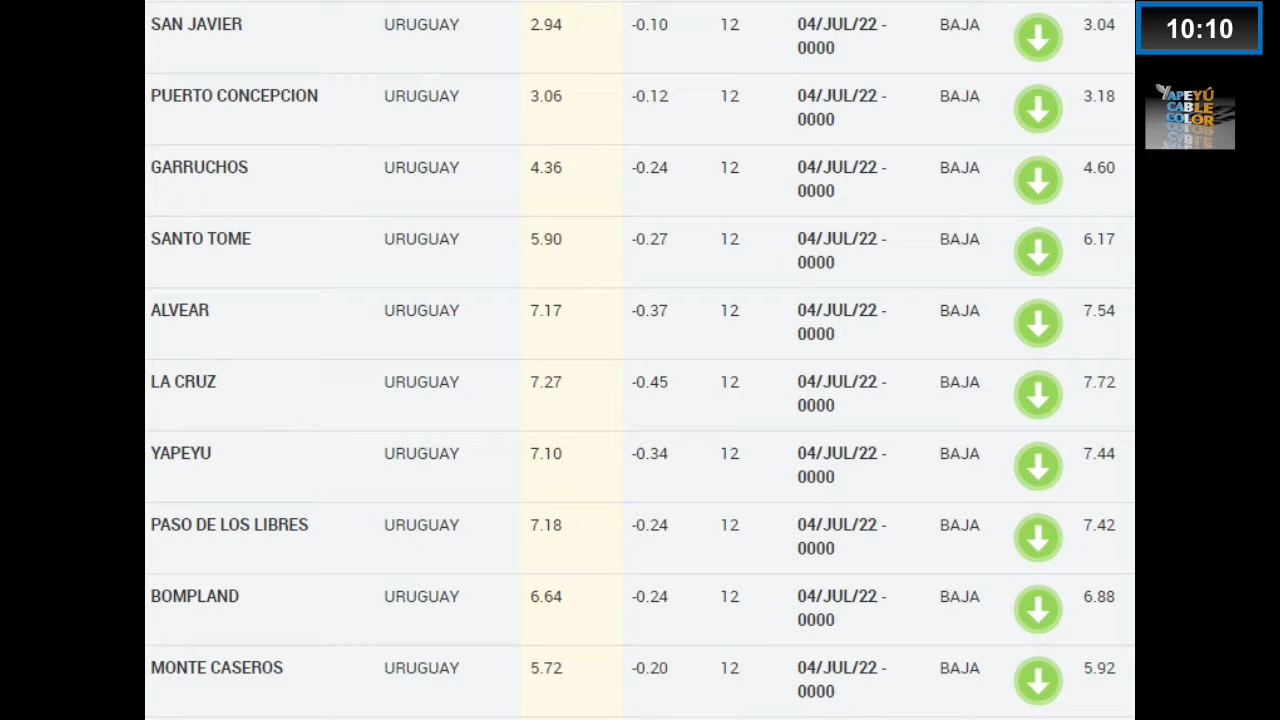 SAN JAVIER URUGUAY 2.94 -0.10 12 04/JUL/22 - BAJA 3.04
0000
PUERTO CONCEPCION URUGUAY 3.06 -0.12 12 04/JUL/22 - BAJA 3.18
0000
GARRUCHOS URUGUAY 4.36 -0.24 12 04/JUL/22 - BAJA 4.60
0000
SANTO TOME URUGUAY 5.90 -0.27 12 04/JUL/22 - BAJA 6.17
0000
ALVEAR URUGUAY 7.17 -0.37 12 04/JUL/22 - BAJA 7.54
0000
LA CRUZ URUGUAY 7.27 -0.45 12 04/JUL/22 - BAJA 7.72
0000
YAPEYU URUGUAY 7.10 -0.34 12 04/JUL/22 - BAJA 7.44
0000
PASO DE LOS LIBRES URUGUAY 7.18 -0.24 12 04/JUL/22 - BAJA 7.42
0000
BOMPLAND URUGUAY 6.64 -0.24 12 04/JUL/22 - BAJA 6.88
0000
MONTE CASEROS URUGUAY 5.72 -0.20 12 04/JUL/22 - BAJA 5.92
0000
10:10
YAPEYÚ
CABLE
COLOR